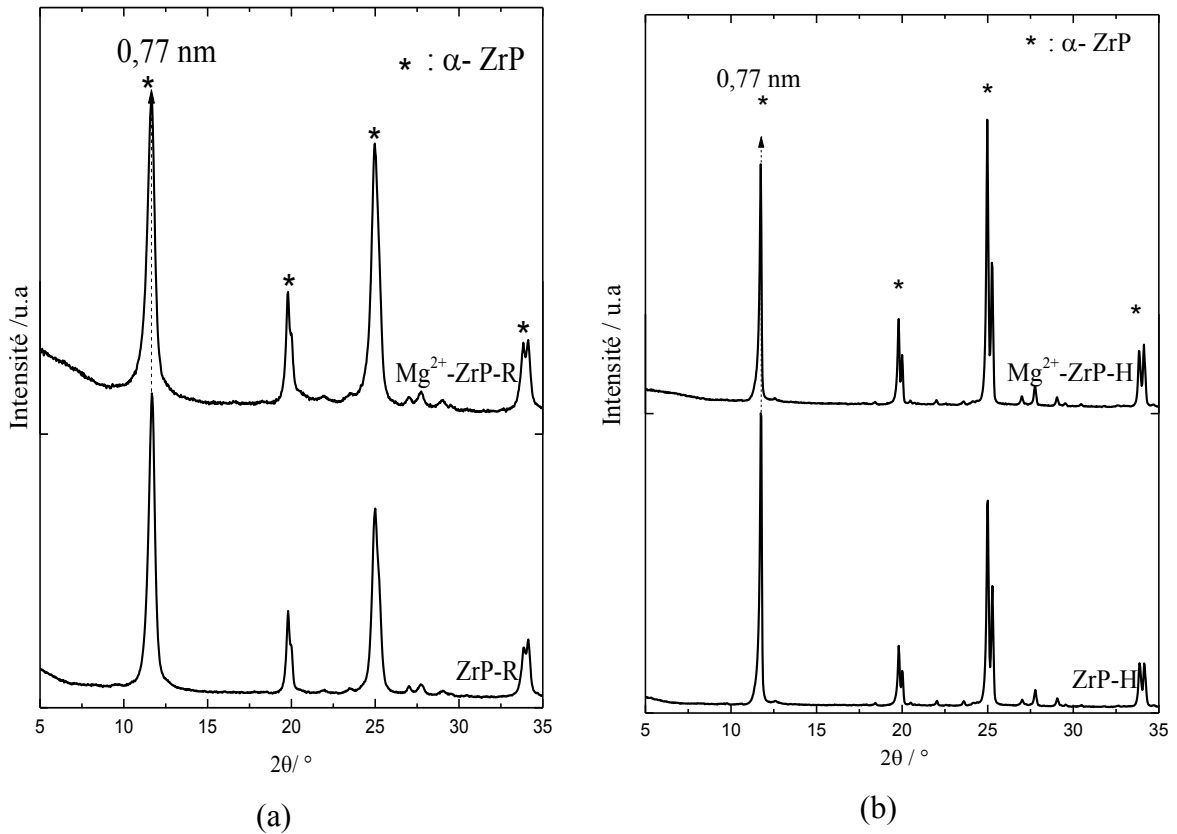 0,77 nm
* : α- ZrP
*
*
*
*
Mg²⁺-ZrP-R
ZrP-R
Intensité /u.a
5 10 15 20 25 30 35
2θ/ °
(a)
* : α- ZrP
0,77 nm
*
*
*
*
Mg²⁺-ZrP-H
ZrP-H
Intensité / u.a
5 10 15 20 25 30 35
2θ/ °
(b)